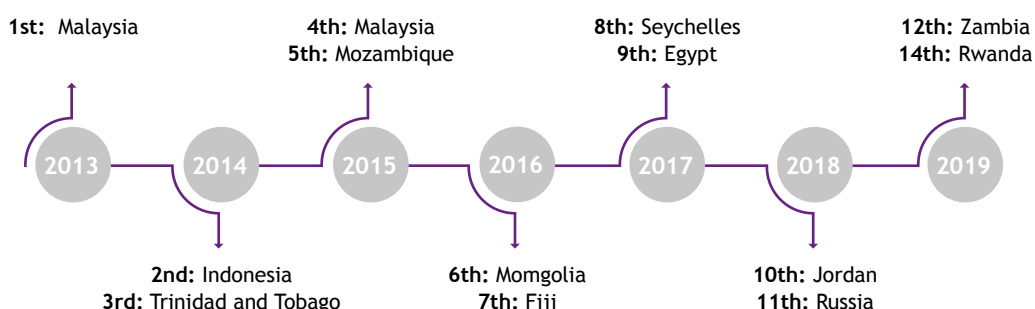 1st: Malaysia
4th: Malaysia
5th: Mozambique
8th: Seychelles
9th: Egypt
12th: Zambia
14th: Rwanda
2013
2014
2015
2016
2017
2018
2019
2nd: Indonesia
3rd: Trinidad and Tobago
6th: Momgolia
7th: Fiji
10th: Jordan
11th: Russia